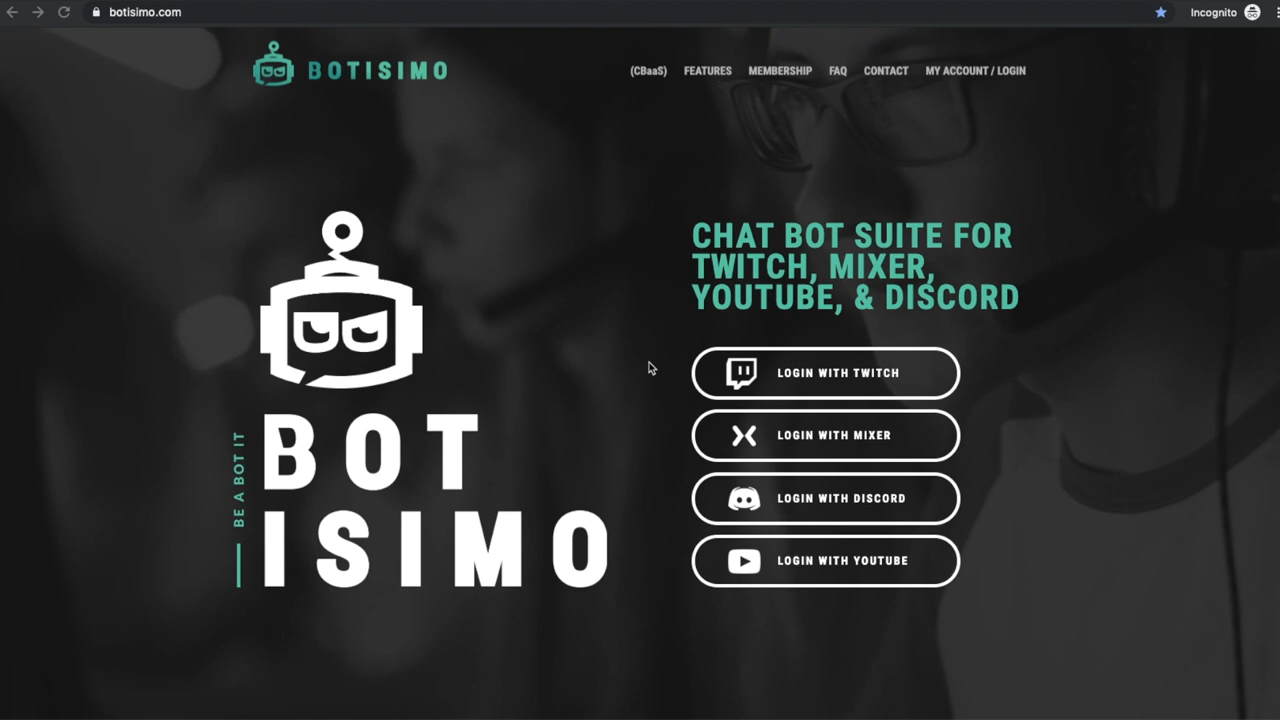 botisimo.com
Incognito
BOTISIMO
(CBaaS) FEATURES MEMBERSHIP FAQ CONTACT MY ACCOUNT / LOGIN
BE A BOT IT
BOT
ISIMO
CHAT BOT SUITE FOR
TWITCH, MIXER,
YOUTUBE, & DISCORD
LOGIN WITH TWITCH
LOGIN WITH MIXER
LOGIN WITH DISCORD
LOGIN WITH YOUTUBE